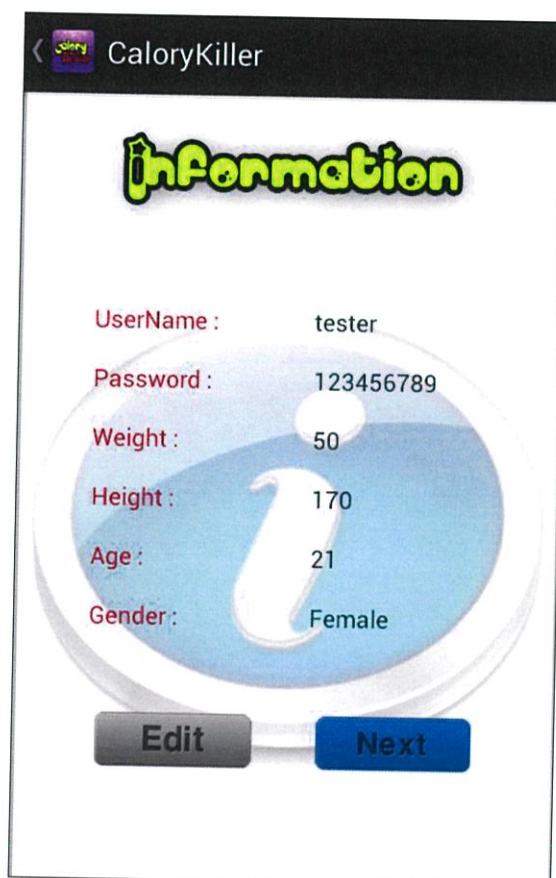 CaloryKiller
information
UserName : tester
Password : 123456789
Weight : 50
Height : 170
Age : 21
Gender : Female
Edit Next